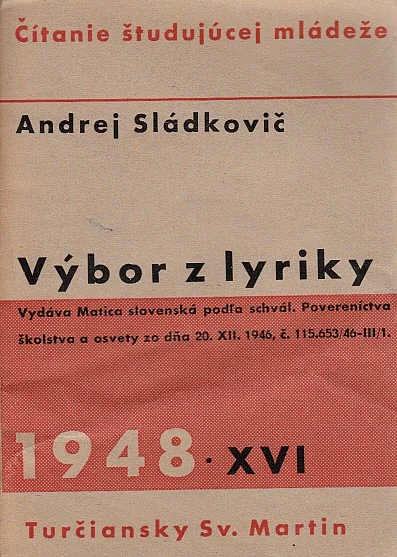 Čítanie študujúcej mládeže
Andrej Sládkovič
Výbor z lyriky
Vydáva Matica slovenská podľa schvál. Povereníctva
školstva a osvety zo dňa 20. XII. 1946, č. 115.653/46-III/1.
1948 · XVI
Turčiansky Sv. Martin